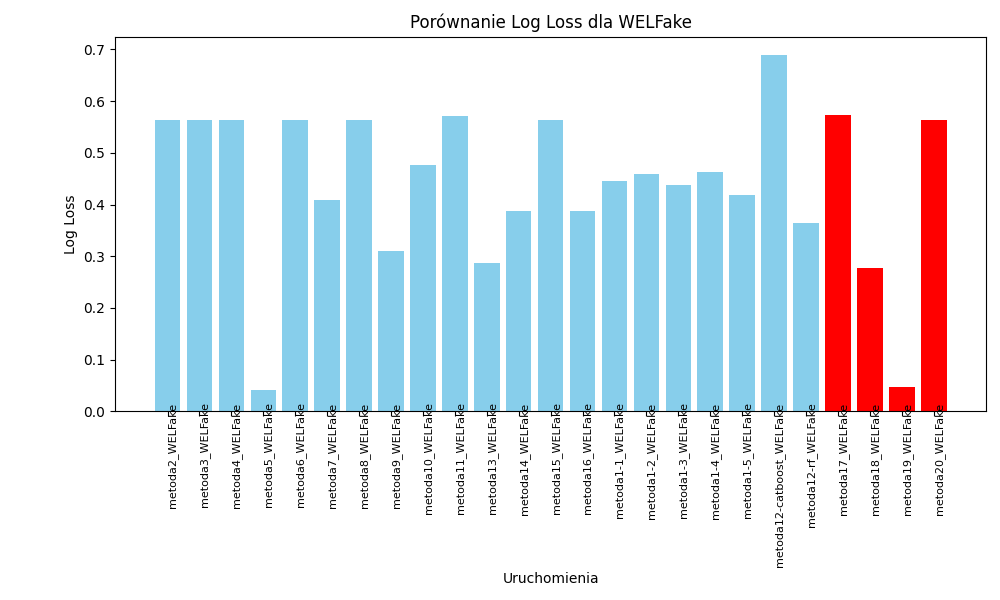 Porównanie Log Loss dla WELFake
Log Loss
0.7
0.6
0.5
0.4
0.3
0.2
0.1
0.0
metoda2_WELFake
metoda3_WELFake
metoda4_WELFake
metoda5_WELFake
metoda6_WELFake
metoda7_WELFake
metoda8_WELFake
metoda9_WELFake
metoda10_WELFake
metoda11_WELFake
metoda13_WELFake
metoda14_WELFake
metoda15_WELFake
metoda16_WELFake
metoda1-1_WELFake
metoda1-2_WELFake
metoda1-3_WELFake
metoda1-4_WELFake
metoda1-5_WELFake
metoda12-catboost_WELFake
metoda12-rf_WELFake
metoda17_WELFake
metoda18_WELFake
metoda19_WELFake
metoda20_WELFake
Uruchomienia